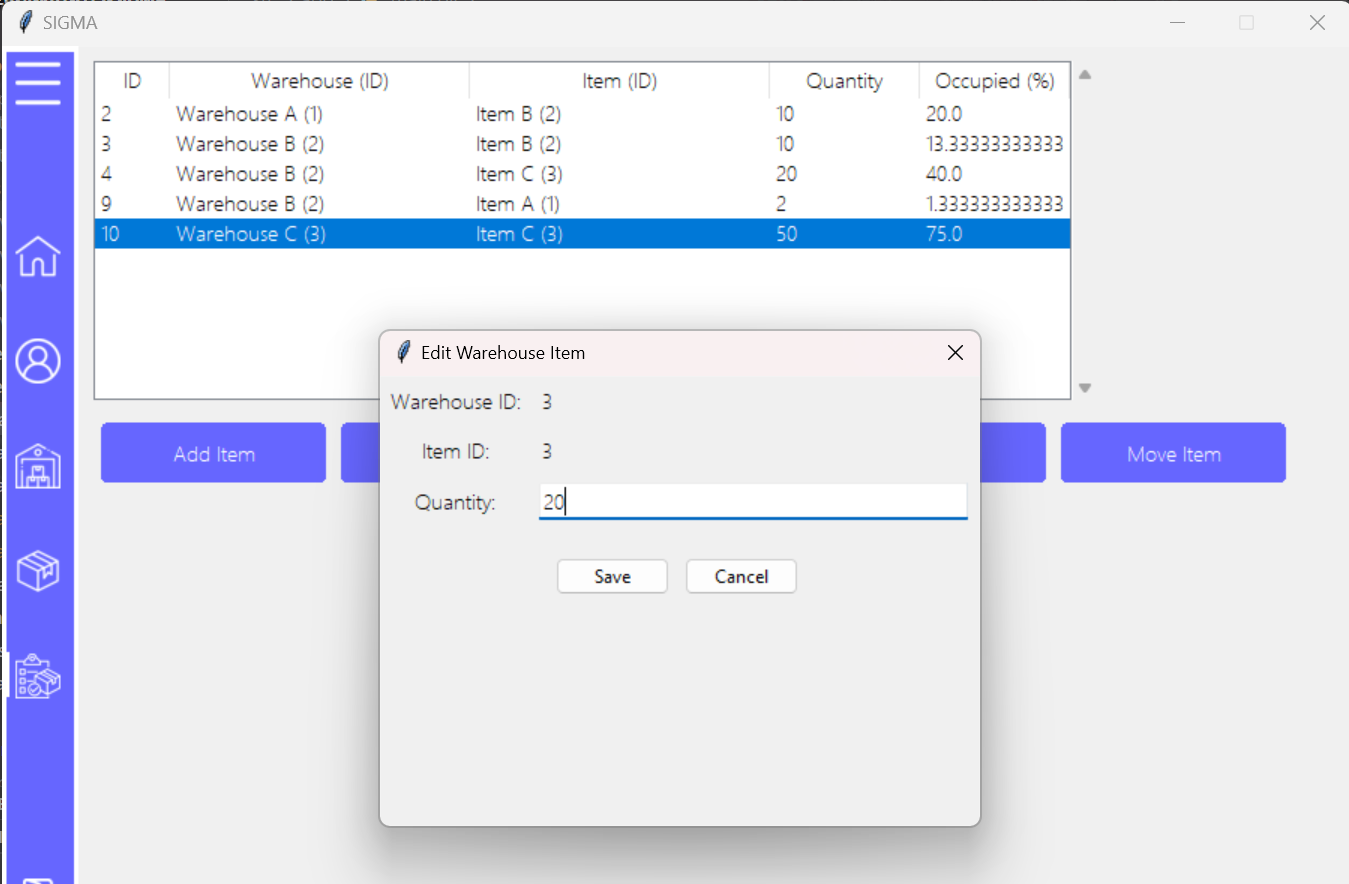 SIGMA
ID Warehouse (ID) Item (ID) Quantity Occupied (%)
2 Warehouse A (1) Item B (2) 10 20.0
3 Warehouse B (2) Item B (2) 10 13.33333333333
4 Warehouse B (2) Item C (3) 20 40.0
9 Warehouse B (2) Item A (1) 2 1.333333333333
10 Warehouse C (3) Item C (3) 50 75.0
Edit Warehouse Item
Warehouse ID: 3
Item ID: 3
Quantity: 20
Save Cancel
Add Item Move Item